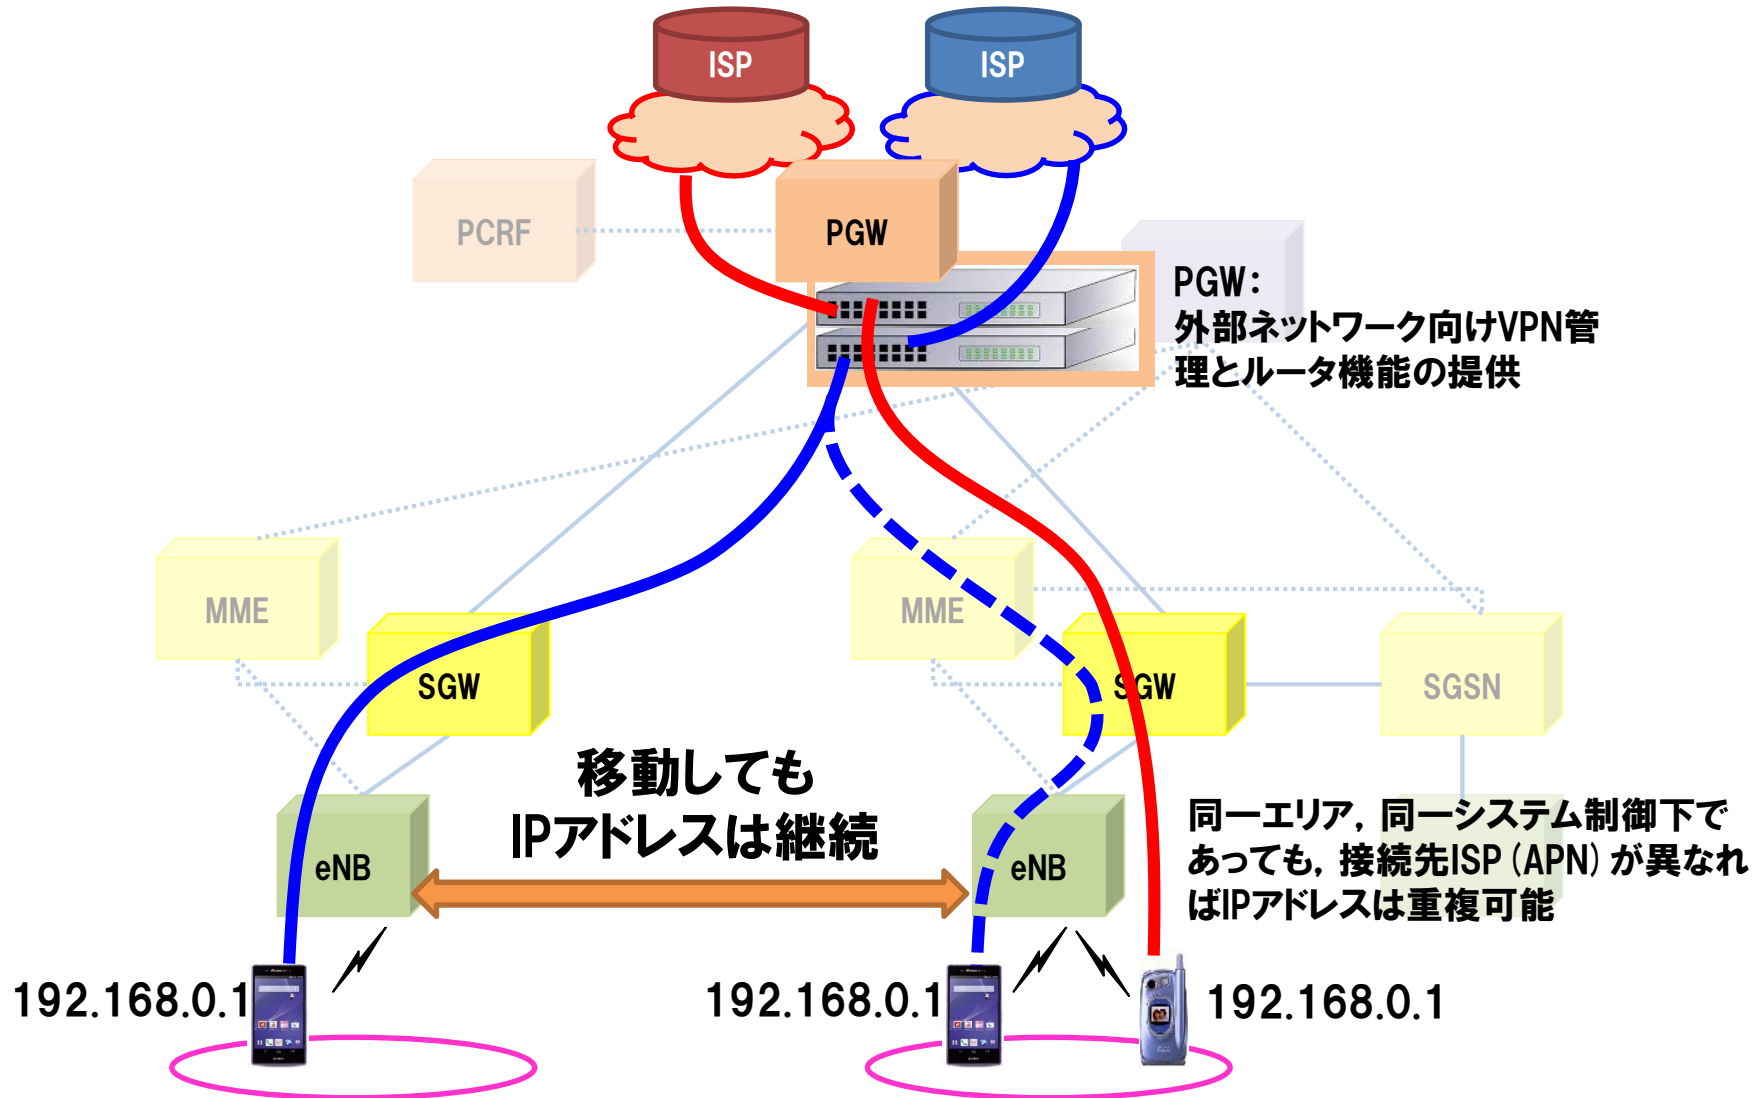 ISP
ISP
PCRF
PGW
PGW：
外部ネットワーク向けVPN管
理とルータ機能の提供
MME
MME
SGW
SGW
SGSN
移動しても
IPアドレスは継続
eNB
eNB
同一エリア，同一システム制御下で
あっても，接続先ISP（APN）が異なれ
ばIPアドレスは重複可能
192.168.0.1
192.168.0.1
192.168.0.1